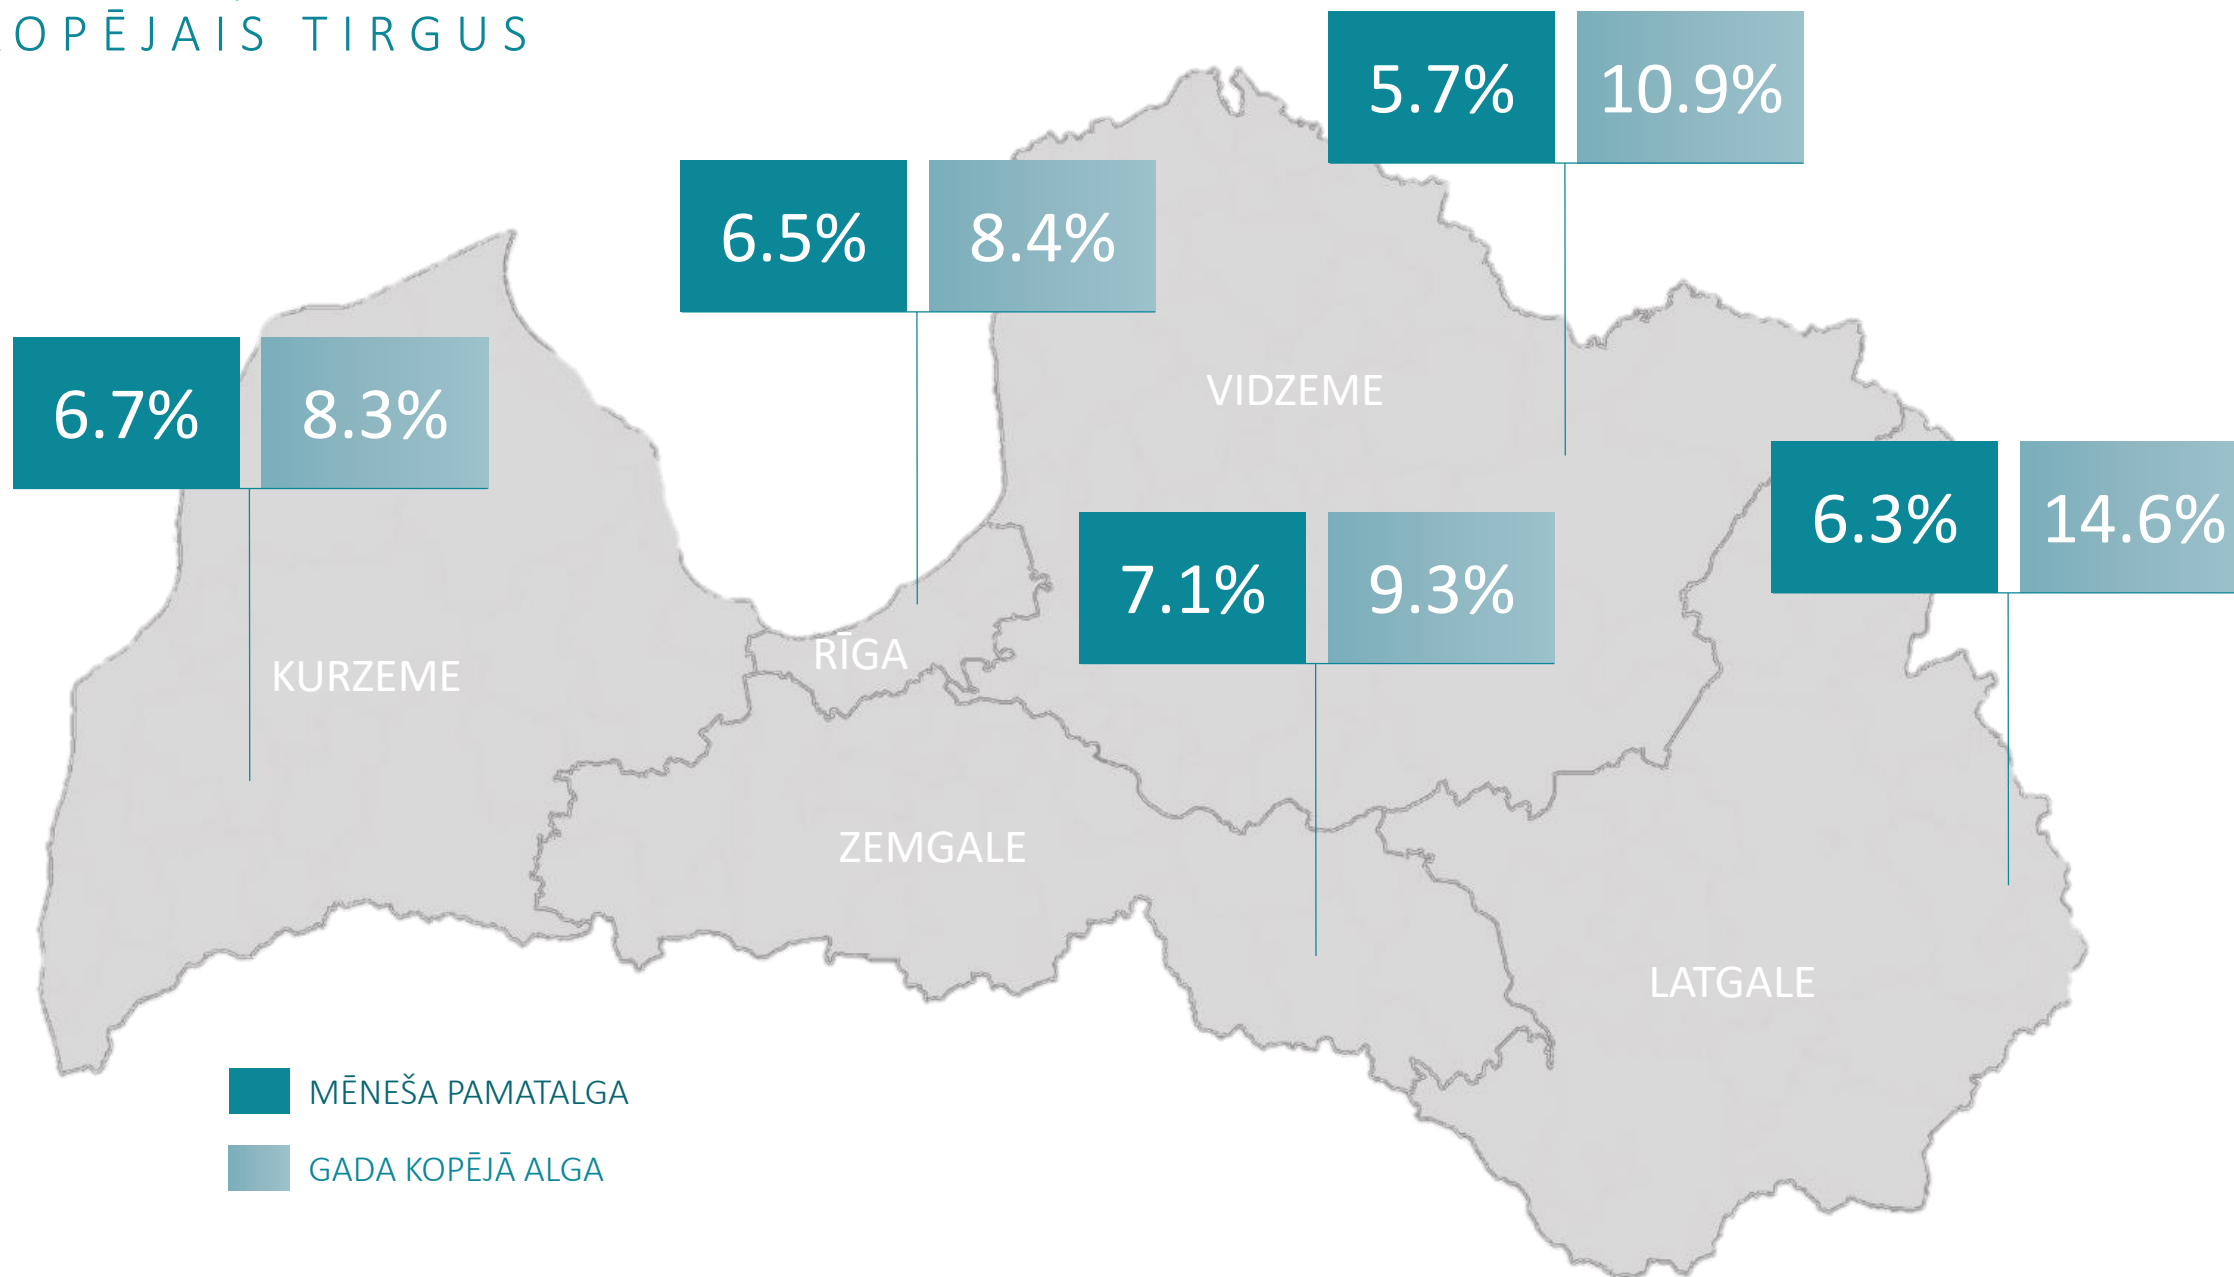 OPĒJAIS TIRGUS
5.7% 10.9%
6.5% 8.4%
6.7% 8.3%
VIDZEME
6.3% 14.6%
7.1% 9.3%
RĪGA
KURZEME
ZEMGALE
LATGALE
MĒNEŠA PAMATALGA
GADA KOPĒJĀ ALGA